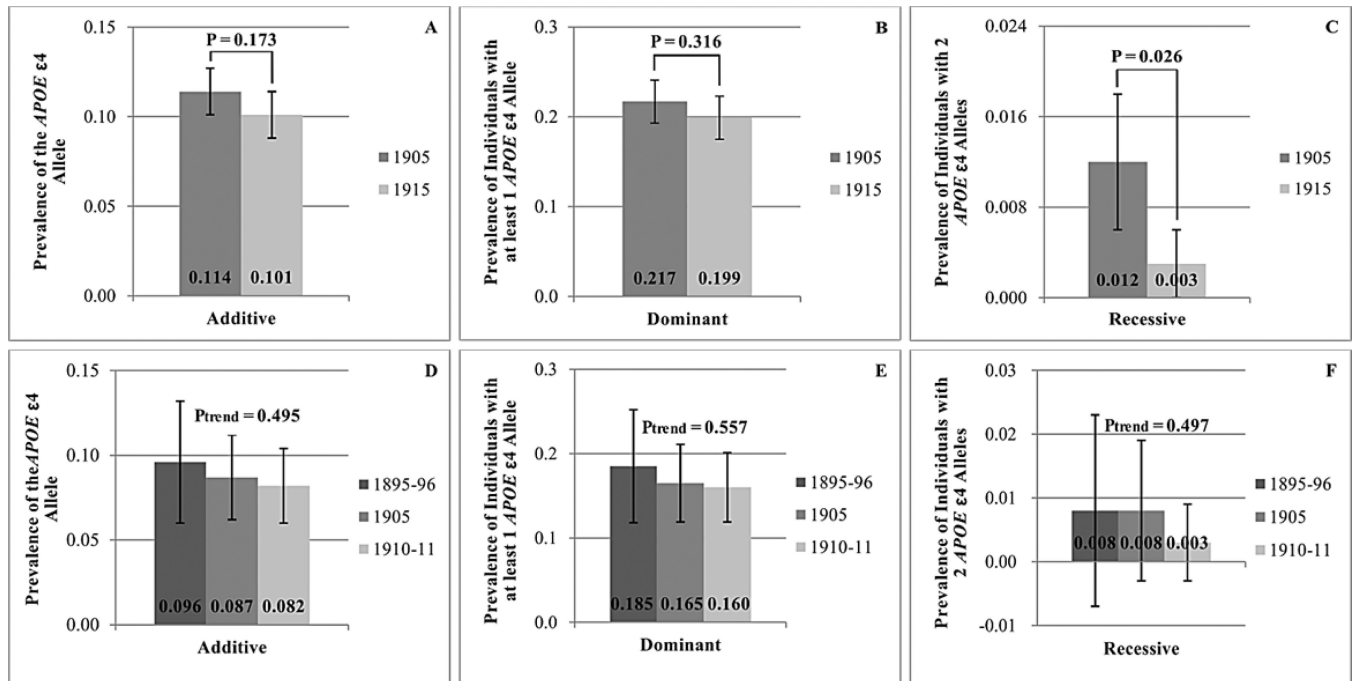 A
Prevalence of the APOE ε4
Allele
0.15
0.10
0.05
0.00
P = 0.173
0.114
0.101
Additive
1905
1915
B
Prevalence of Individuals with
at least 1 APOE ε4 Allele
0.3
0.2
0.1
0.0
P = 0.316
0.217
0.199
Dominant
1905
1915
C
Prevalence of Individuals with 2
APOE ε4 Alleles
0.024
0.016
0.008
0.000
P = 0.026
0.012
0.003
Recessive
1905
1915
D
Prevalence of theAPOE ε4
Allele
0.15
0.10
0.05
0.00
Ptrend = 0.495
0.096
0.087
0.082
Additive
1895-96
1905
1910-11
E
Prevalence of Individuals with
at least 1 APOE ε4 Allele
0.3
0.2
0.1
0.0
Ptrend = 0.557
0.185
0.165
0.160
Dominant
1895-96
1905
1910-11
F
Prevalence of Individuals with
2 APOE ε4 Alleles
0.03
0.02
0.01
0.00
-0.01
Ptrend = 0.497
0.008
0.008
0.003
Recessive
1895-96
1905
1910-11